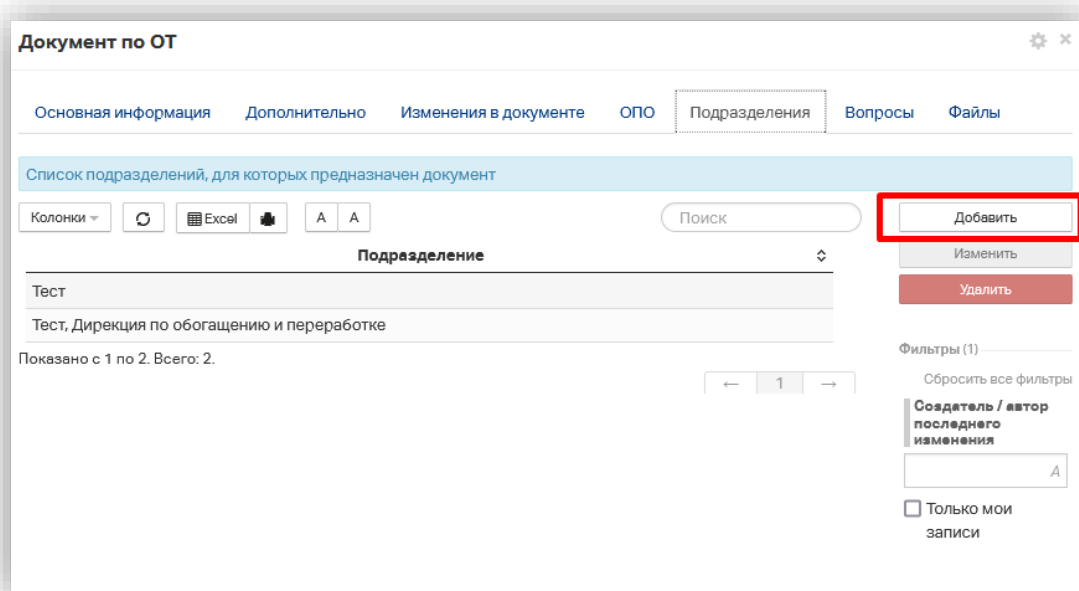 Документ по ОТ
Основная информация Дополнительно Изменения в документе ОПО Подразделения Вопросы Файлы
Список подразделений, для которых предназначен документ
Колонки Excel A A Поиск Добавить
Подразделение Изменить
Тест Удалить
Тест, Дирекция по обогащению и переработке
Показано с 1 по 2. Всего: 2.
← 1 →
Фильтры (1)
Сбросить все фильтры
Создатель / автор
последнего
изменения
A
Только мои
записи